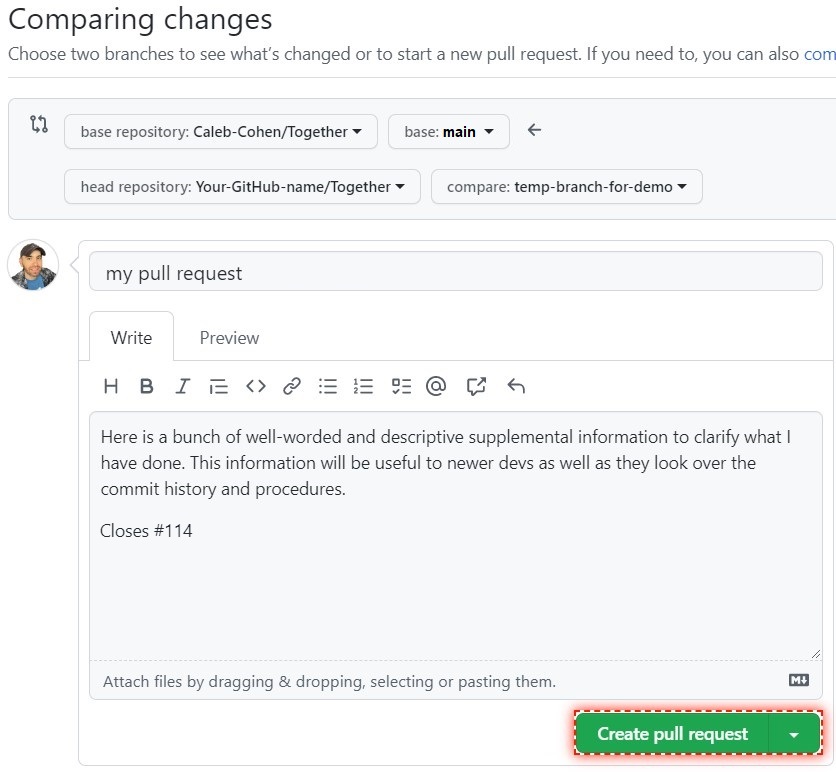 Comparing changes
Choose two branches to see what's changed or to start a new pull request. If you need to, you can also com
base repository: Caleb-Cohen/Together
base: main
head repository: Your-GitHub-name/Together
compare: temp-branch-for-demo
my pull request
Write
Preview
Here is a bunch of well-worded and descriptive supplemental information to clarify what I
have done. This information will be useful to newer devs as well as they look over the
commit history and procedures.
Closes #114
Attach files by dragging & dropping, selecting or pasting them.
Create pull request